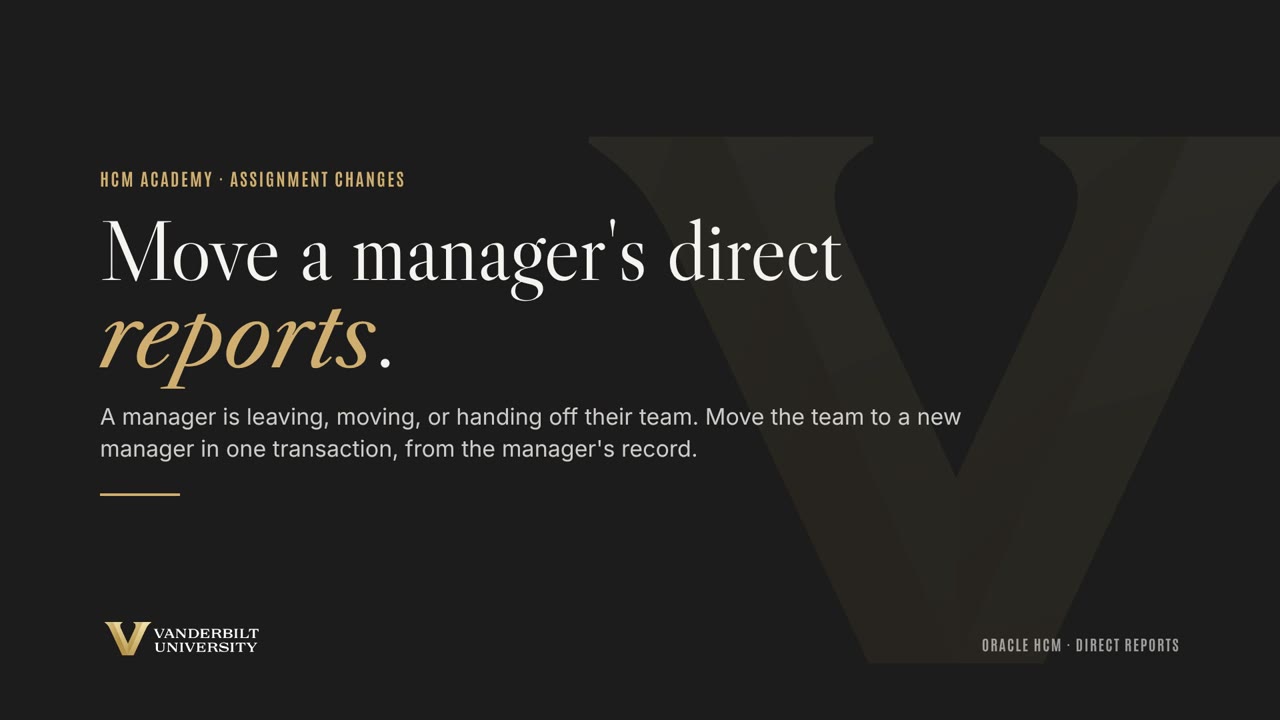 HCM ACADEMY · ASSIGNMENT CHANGES
Move a manager's direct
reports.
A manager is leaving, moving, or handing off their team. Move the team to a new
manager in one transaction, from the manager's record.
VANDERBILT
UNIVERSITY
ORACLE HCM · DIRECT REPORTS